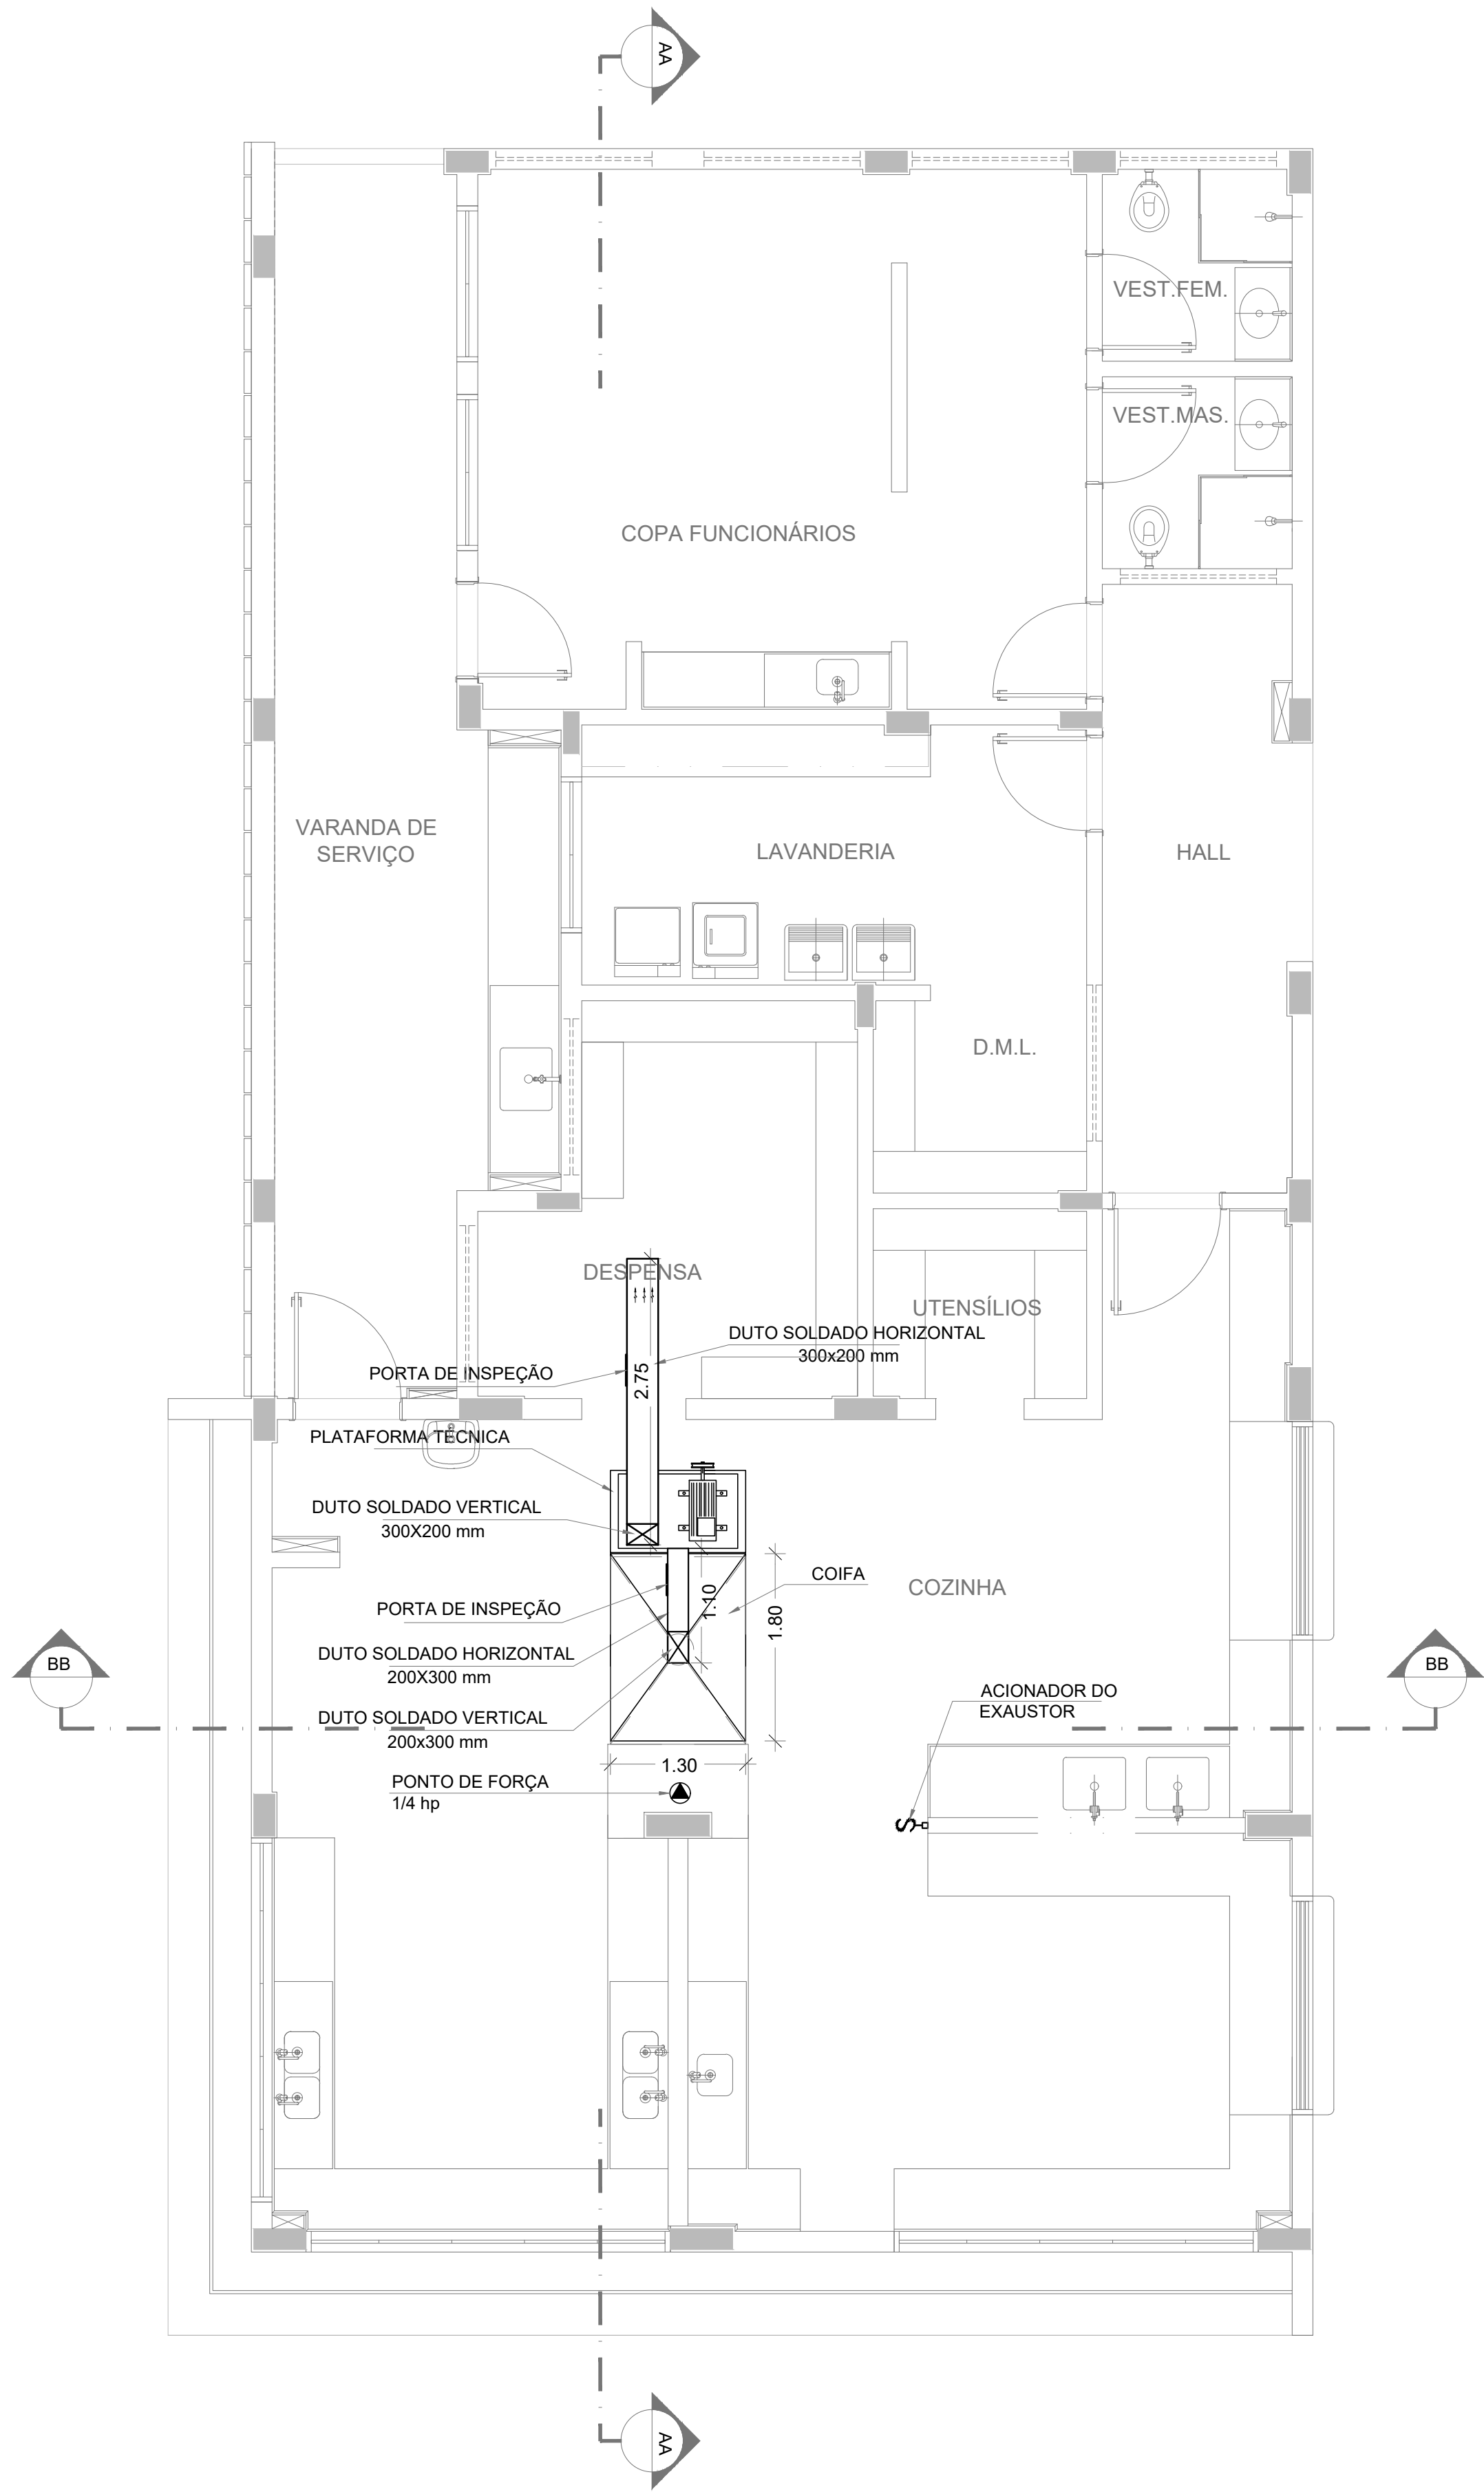 AA
VEST.FEM.
VEST.MAS.
COPA FUNCIONÁRIOS
VARANDA DE
SERVIÇO
LAVANDERIA
HALL
D.M.L.
DESPENSA
UTENSÍLIOS
DUTO SOLDADO HORIZONTAL
300x200 mm
PORTA DE INSPEÇÃO
2.75
PLATAFORMA TÉCNICA
DUTO SOLDADO VERTICAL
300X200 mm
COIFA
COZINHA
1.10
1.80
PORTA DE INSPEÇÃO
DUTO SOLDADO HORIZONTAL
200X300 mm
BB
BB
ACIONADOR DO
EXAUSTOR
DUTO SOLDADO VERTICAL
200x300 mm
1.30
PONTO DE FORÇA
1/4 hp
S
AA